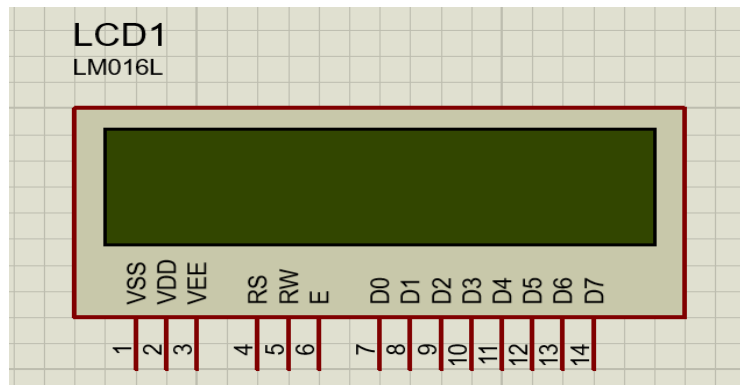 LCD1
LM016L
VSS VDD VEE RS RW E D0 D1 D2 D3 D4 D5 D6 D7
1 2 3 4 5 6 7 8 9 10 11 12 13 14